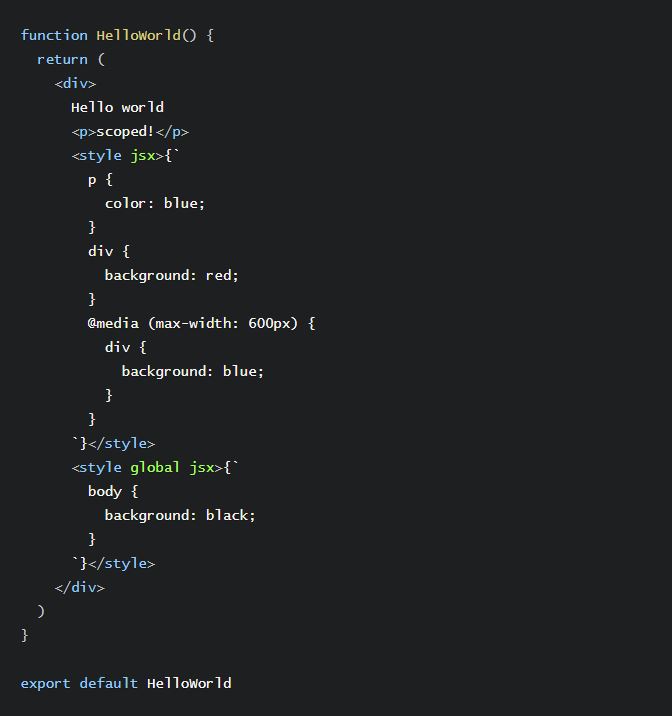 function HelloWorld() {
  return (
    <div>
      Hello world
      <p>scoped!</p>
      <style jsx>{`
        p {
          color: blue;
        }
        div {
          background: red;
        }
        @media (max-width: 600px) {
          div {
            background: blue;
          }
        }
      `}</style>
      <style global jsx>{`
        body {
          background: black;
        }
      `}</style>
    </div>
  )
}

export default HelloWorld